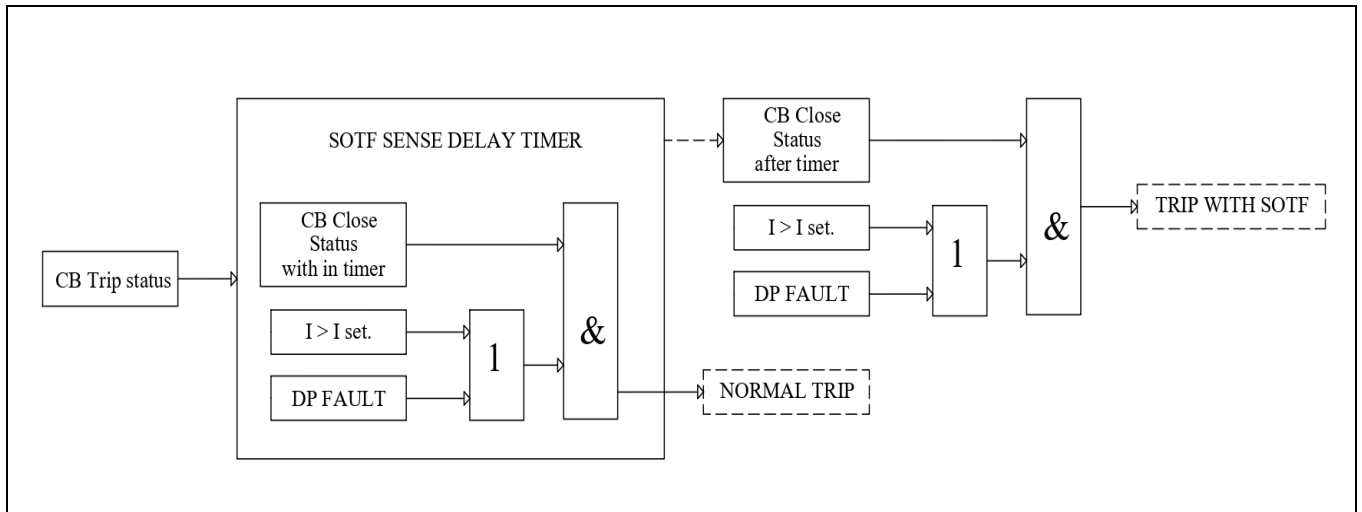 SOTF SENSE DELAY TIMER
CB Close
Status
after timer
CB Close
Status
with in timer
I > I set.
DP FAULT
1
&
TRIP WITH SOTF
CB Trip status
I > I set.
DP FAULT
1
&
NORMAL TRIP